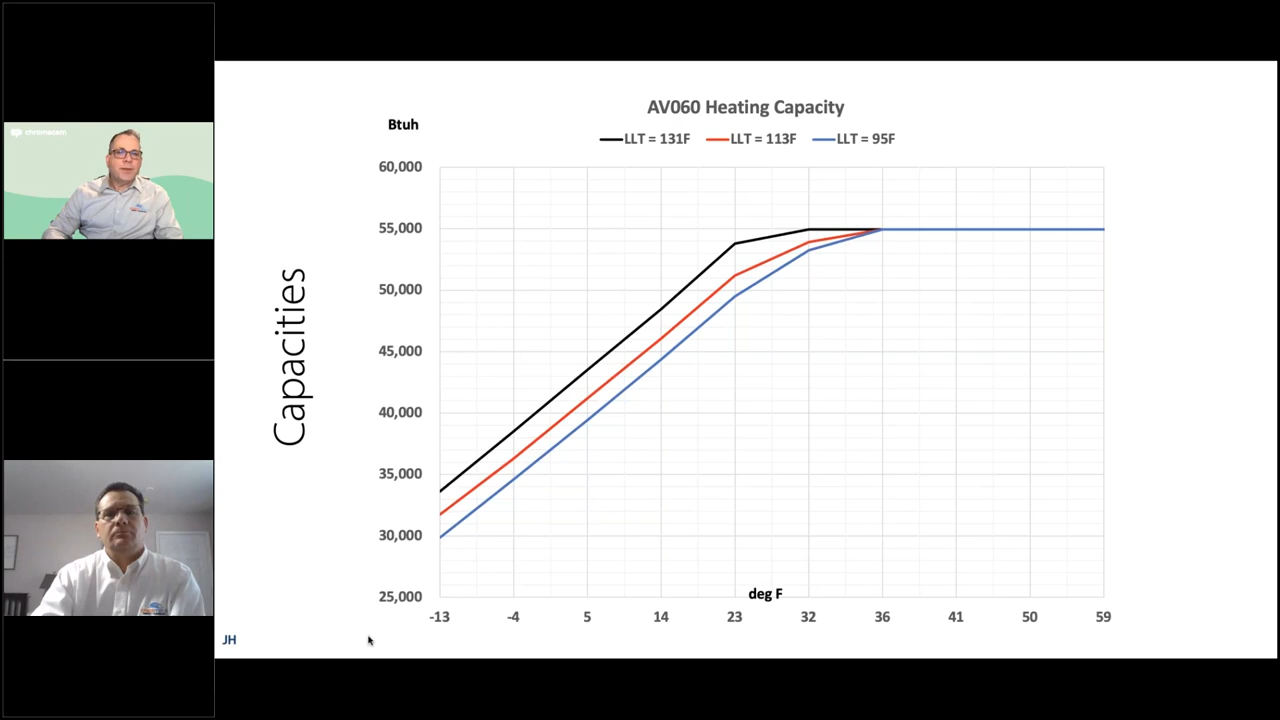 chromacam
AV060 Heating Capacity
Btuh
LLT = 131F LLT = 113F LLT = 95F
60,000
55,000
50,000
45,000
40,000
35,000
30,000
25,000
Capacities
deg F
-13 -4 5 14 23 32 36 41 50 59
JH